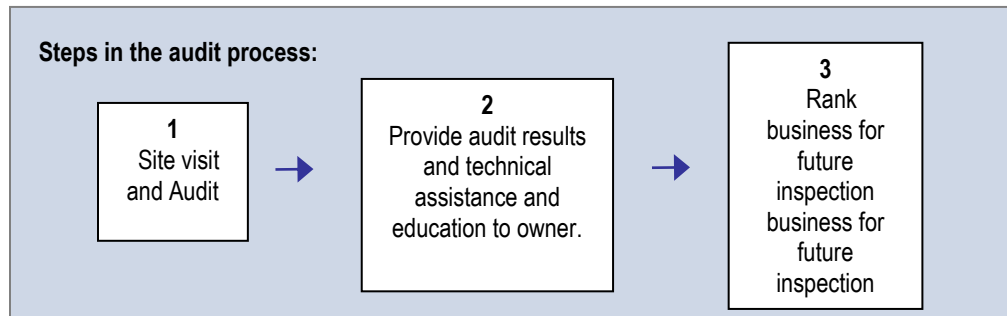 Steps in the audit process:
1
Site visit
and Audit
2
Provide audit results
and technical
assistance and
education to owner.
3
Rank
business for
future
inspection
business for
future
inspection